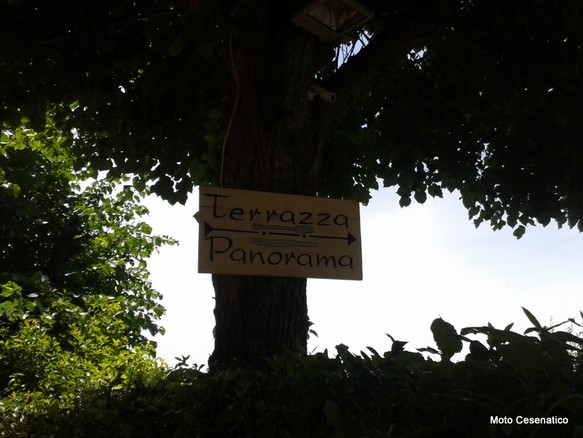 Terrazza
Panorama
Moto Cesenatico